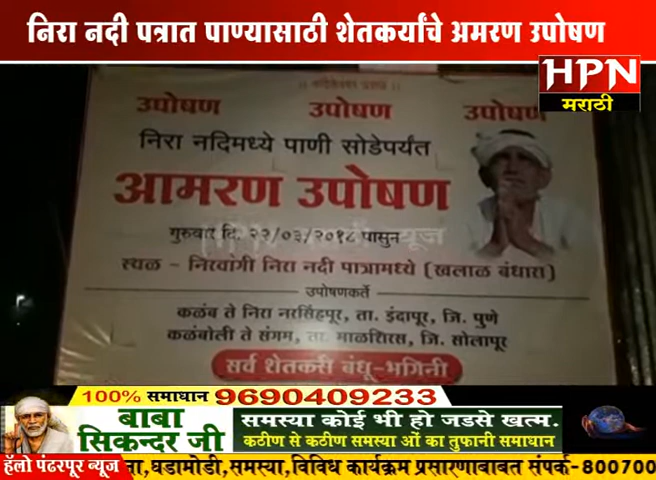 निरा नदी पत्रात पाण्यासाठी शेतकर्यांचे अमरण उपोषण
HPN
मराठी
उपोषण उपोषण उपोषण
निरा नदिमध्ये पाणी सोडेपर्यंत
आमरण उपोषण
गुरुवार दि. २२/०३/२०१८ पासुन
स्थळ - निरवांगी निरा नदी पात्रामध्ये (खलाळ बंधारा)
उपोषणकर्ते
कळंब ते निरा नरसिंहपूर, ता. इंदापूर, जि. पुणे
कळंबोली ते संगम, ता. माळशिरस, जि. सोलापूर
सर्व शेतकरी बंधू-भगिनी
100% समाधान 9690409233
बाबा सिकन्दर जी
समस्या कोई भी हो जडसे खत्म.
कठीण से कठीण समस्या ओं का तुफानी समाधान
हॅलो पंढरपूर न्यूज
ना,घडामोडी,समस्या,विविध कार्यक्रम प्रसारणाबाबत संपर्क-800700